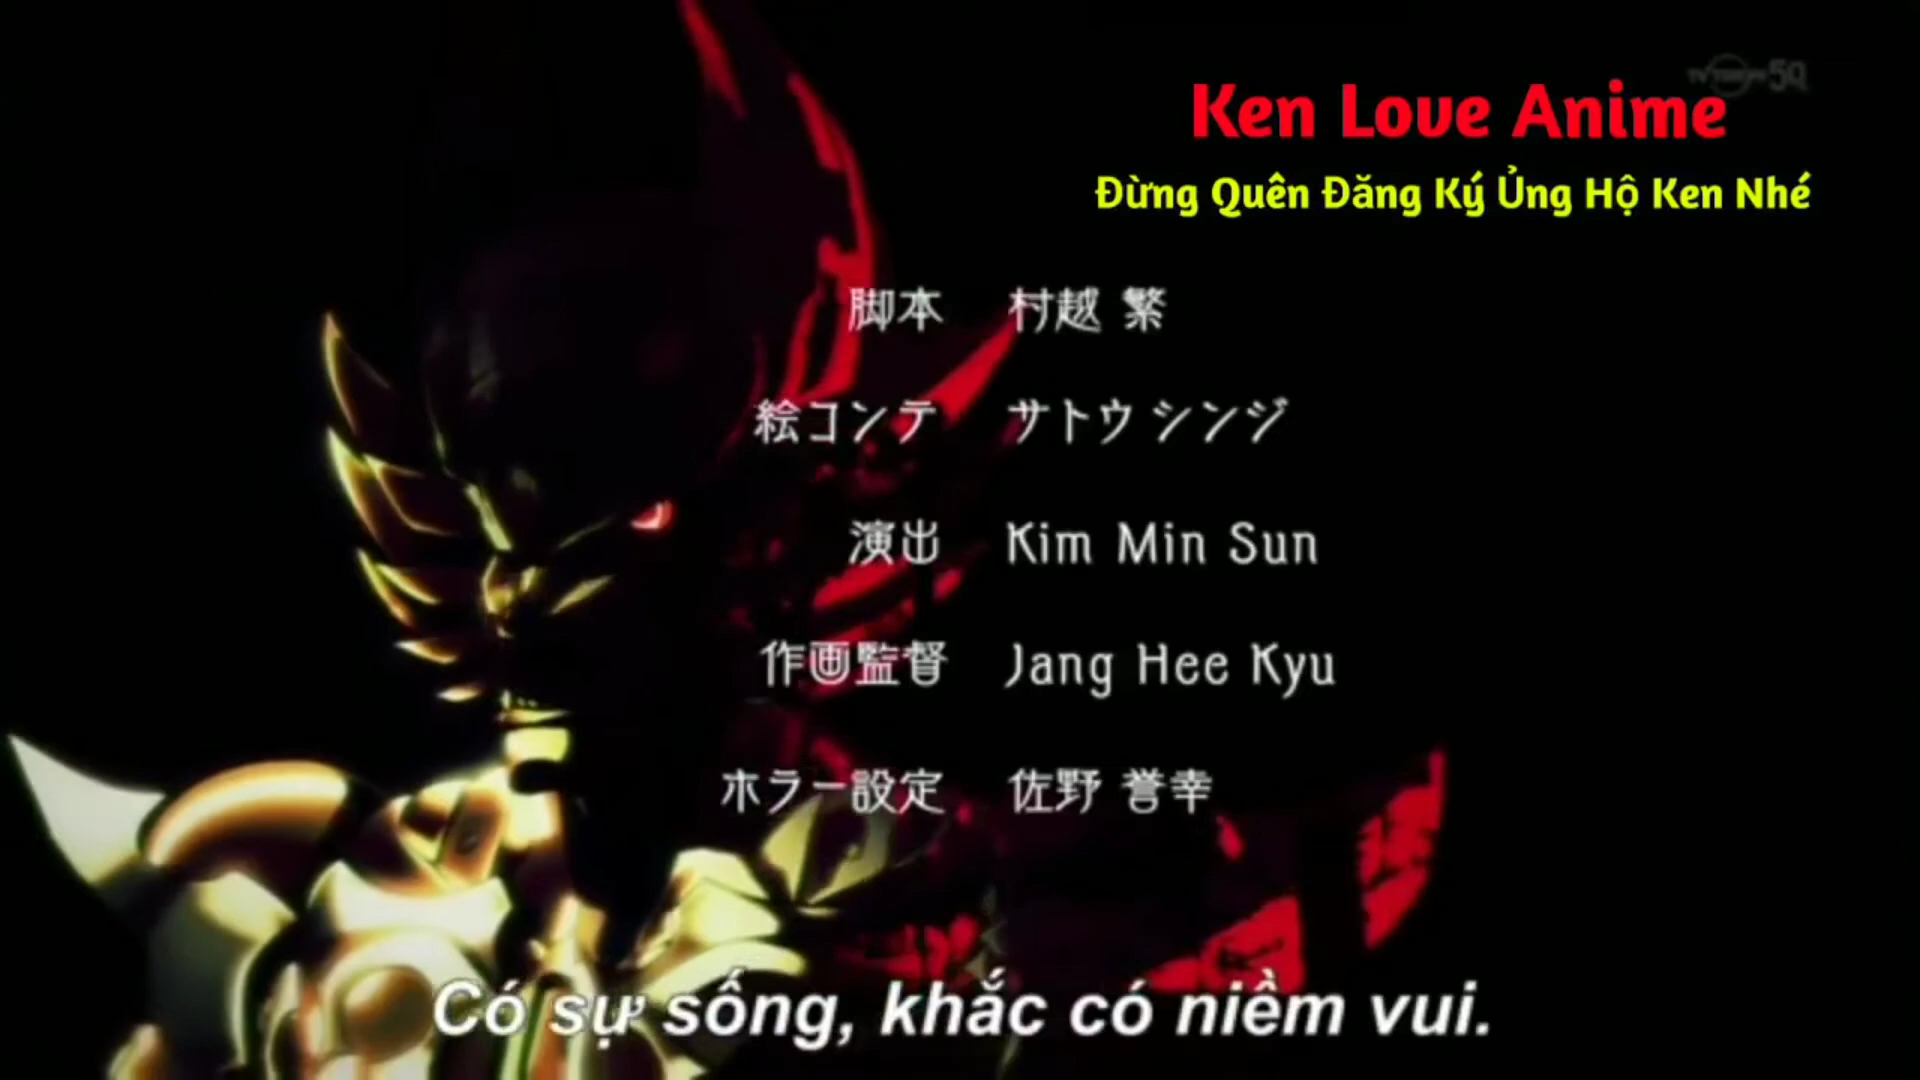 Ken Love Anime
Đừng Quên Đăng Ký Ủng Hộ Ken Nhé
脚本 村越 繁
絵コンテ サトウ シンジ
演出 Kim Min Sun
作画監督 Jang Hee Kyu
ホラー設定 佐野 誉幸
Có sự sống, khắc có niềm vui.